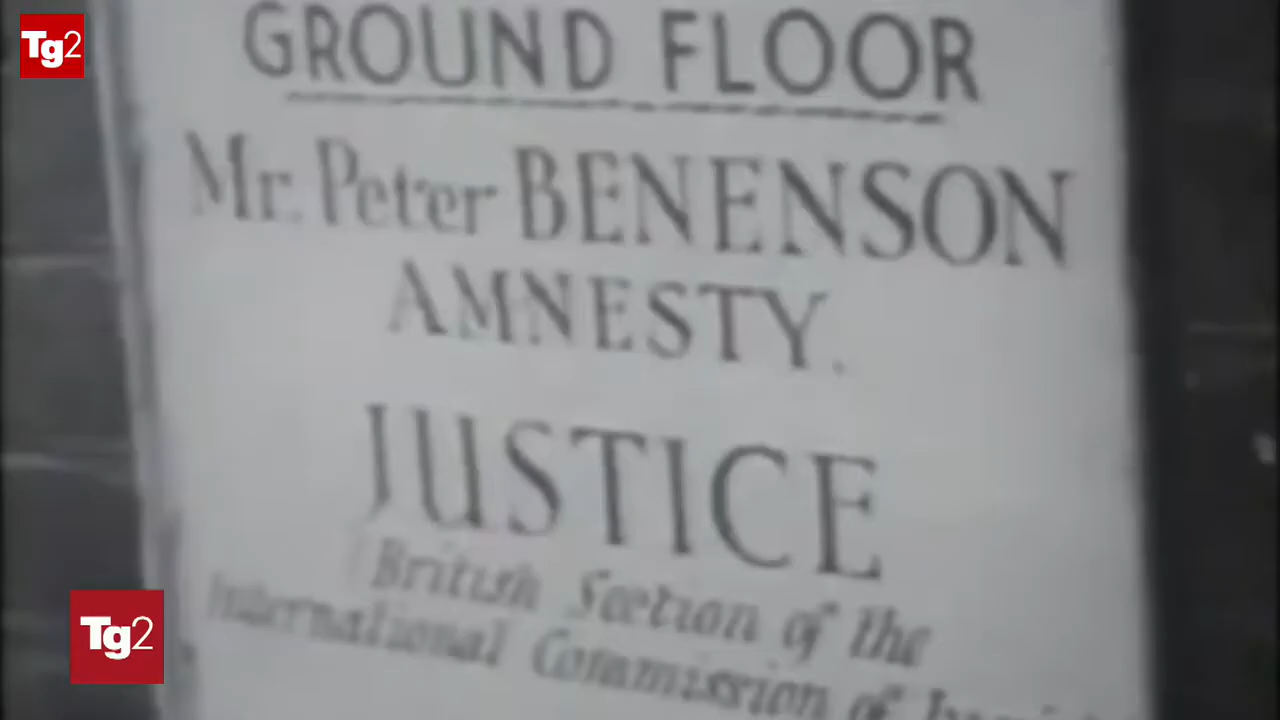 Tg2
GROUND FLOOR
Mr. Peter BENENSON
AMNESTY.
JUSTICE
British Section of the
International Commission of
Tg2